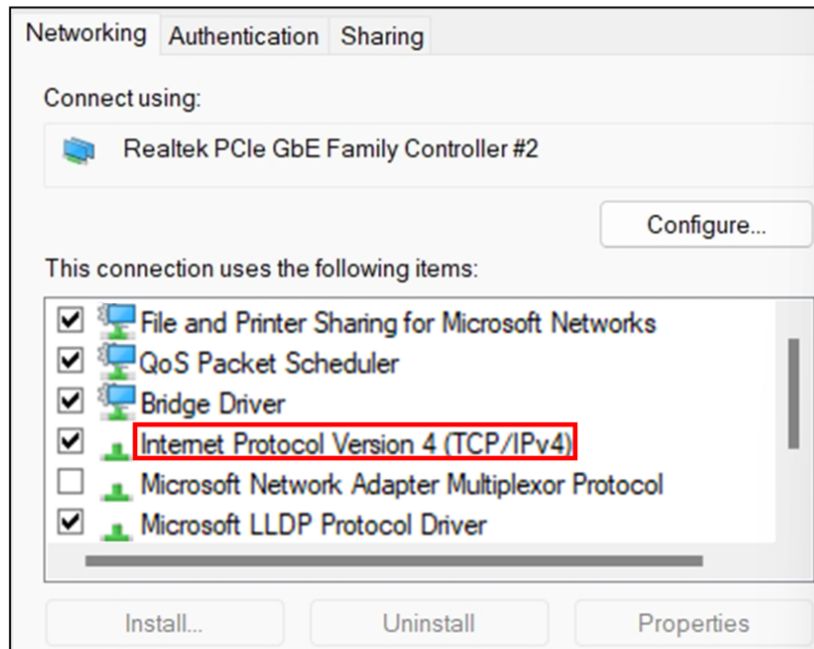 Networking Authentication Sharing
Connect using:
Realtek PCIe GbE Family Controller #2
Configure...
This connection uses the following items:
File and Printer Sharing for Microsoft Networks
QoS Packet Scheduler
Bridge Driver
Internet Protocol Version 4 (TCP/IPv4)
Microsoft Network Adapter Multiplexor Protocol
Microsoft LLDP Protocol Driver
Install... Uninstall Properties